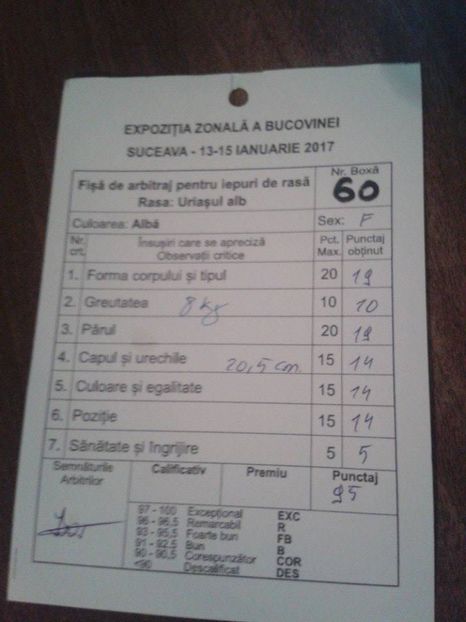 EXPOZIȚIA ZONALĂ A BUCOVINEI
SUCEAVA - 13-15 IANUARIE 2017
Fișă de arbitraj pentru iepuri de rasă
Rasa: Uriașul alb
Nr. Boxă
60
Culoarea: Albă
Sex: F
Nr. crt.
Însușiri care se apreciză
Observații critice
Pct. Max.
Punctaj obținut
1. Forma corpului și tipul 20 19
2. Greutatea 8 kg 10 10
3. Părul 20 19
4. Capul și urechile 20,5 cm 15 14
5. Culoare și egalitate 15 14
6. Poziție 15 14
7. Sănătate și îngrijire 5 5
Semnăturile Arbitrilor
Calificativ
Premiu
Punctaj
95
97 - 100 Excepțional EXC
96 - 96,5 Remarcabil R
93 - 95,5 Foarte bun FB
91 - 92,5 Bun B
90 - 90,5 Corespunzător COR
<90 Descalificat DES